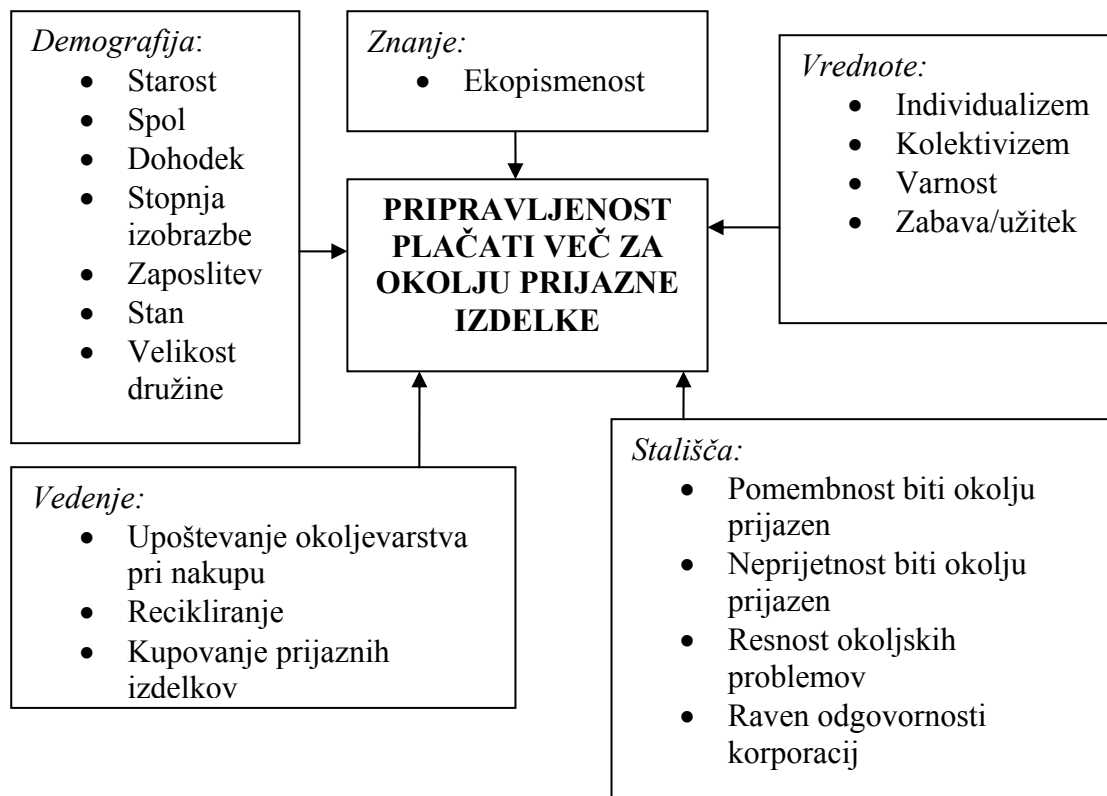 Demografija:
• Starost
• Spol
• Dohodek
• Stopnja
izobrazbe
• Zaposlitev
• Stan
• Velikost
družine
Znanje:
• Ekopismenost
Vrednote:
• Individualizem
• Kolektivizem
• Varnost
• Zabava/užitek
PRIPRAVLJENOST
PLAČATI VEČ ZA
OKOLJU PRIJAZNE
IZDELKE
Vedenje:
• Upoštevanje okoljevarstva
pri nakupu
• Recikliranje
• Kupovanje prijaznih
izdelkov
Stališča:
• Pomembnost biti okolju
prijazen
• Neprijetnost biti okolju
prijazen
• Resnost okoljskih
problemov
• Raven odgovornosti
korporacij